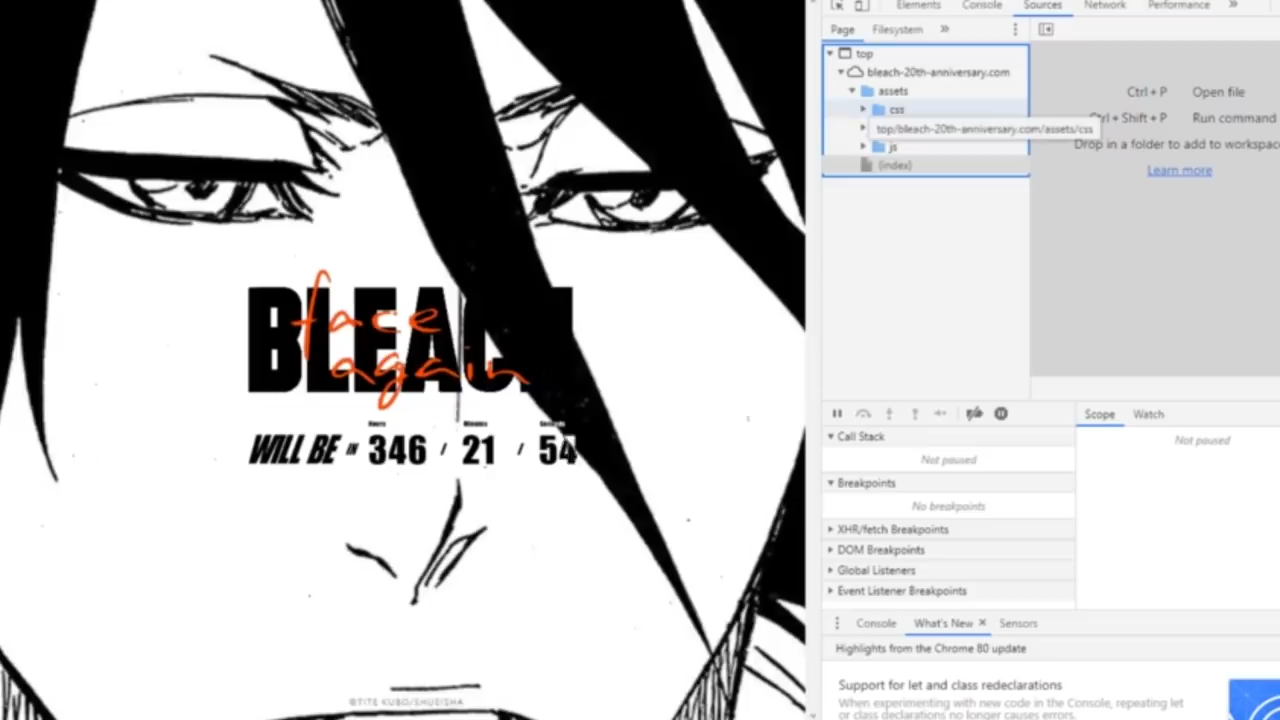 BLEACH
face
again
Hours Minutes
WILL BE IN 346 / 21 / 54
©TITE KUBO/SHUEISHA
Elements Console Sources Network Performance »
Page Filesystem »
top
bleach-20th-anniversary.com
assets
css
top/bleach-20th-anniversary.com/assets/css
js
(index)
Ctrl + P Open file
Ctrl + Shift + P Run command
Drop in a folder to add to workspace
Learn more
Scope Watch
Not paused
Call Stack
Not paused
Breakpoints
No breakpoints
XHR/fetch Breakpoints
DOM Breakpoints
Global Listeners
Event Listener Breakpoints
Console What's New × Sensors
Highlights from the Chrome 80 update
Support for let and class redeclarations
When experimenting with new code in the Console, repeating let
or class declarations no longer causes errors.